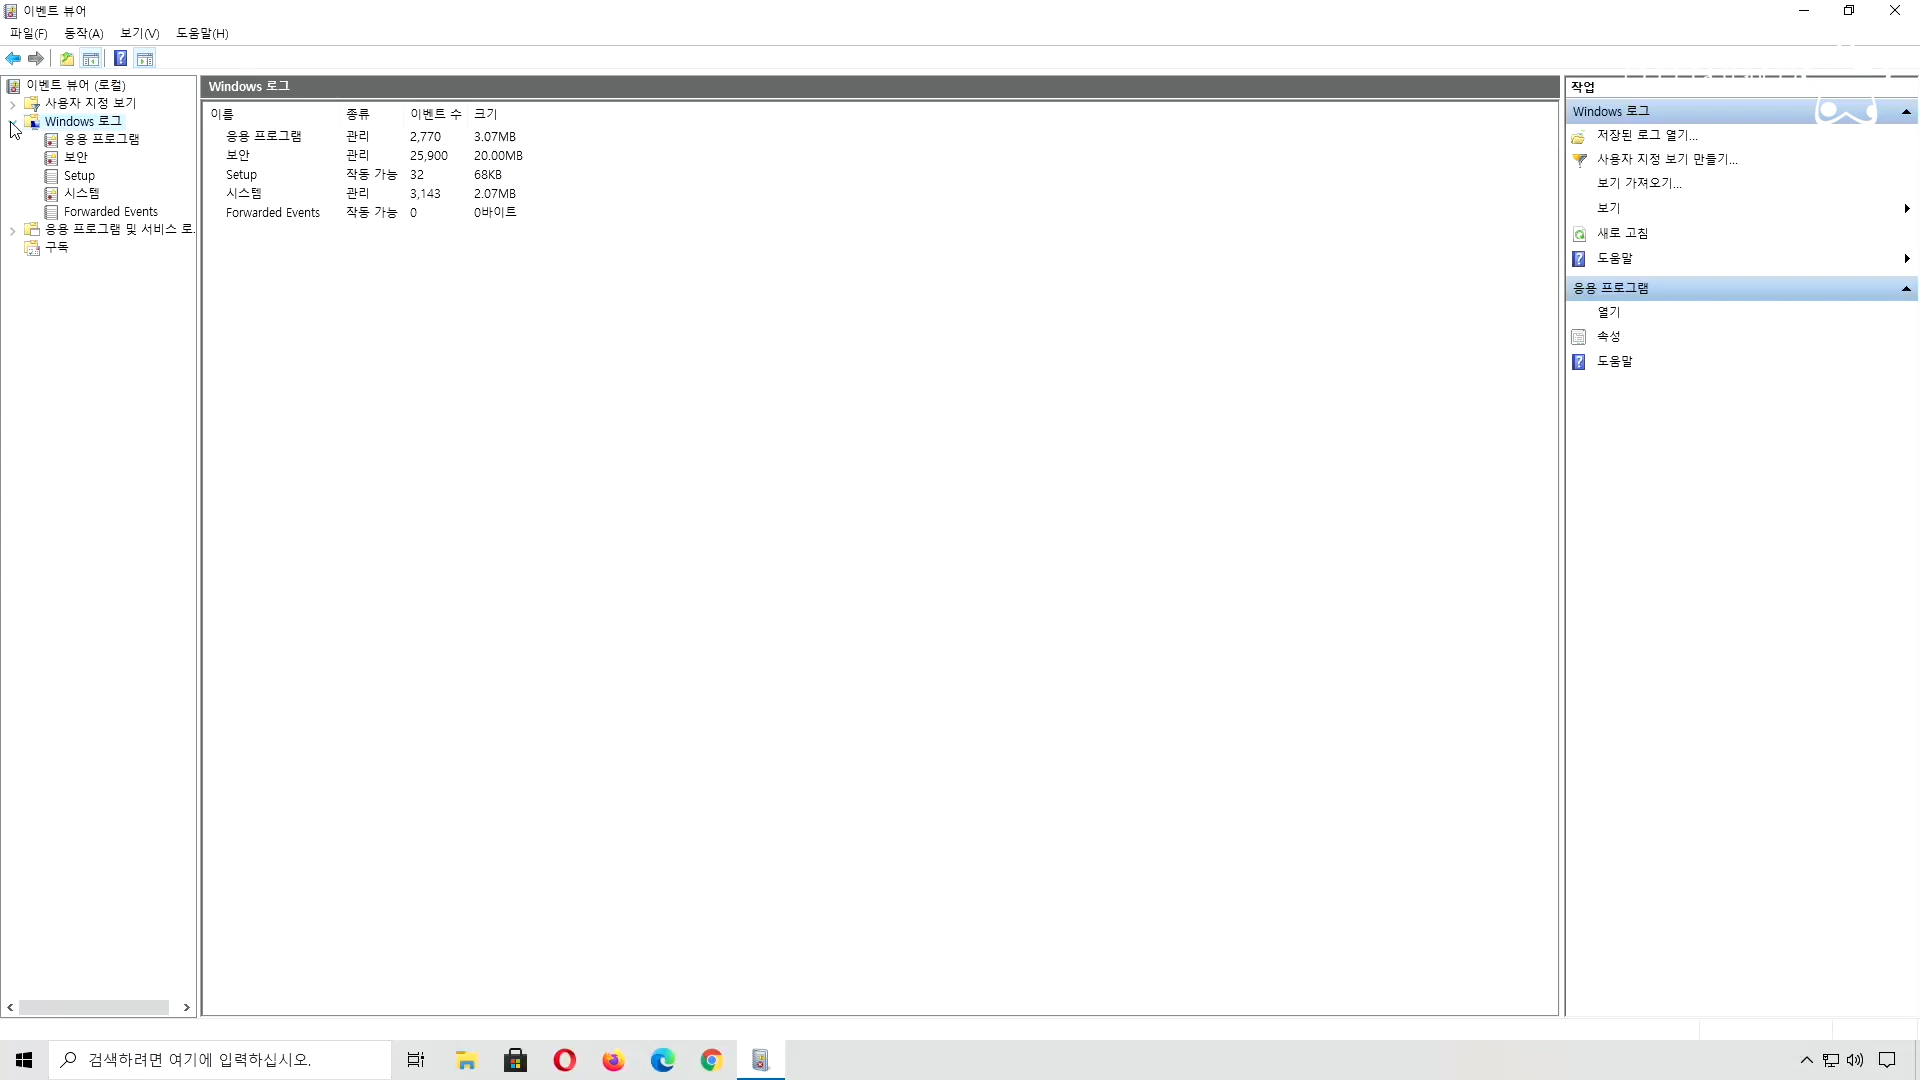 이벤트 뷰어
파일(F) 동작(A) 보기(V) 도움말(H)
이벤트 뷰어 (로컬)
사용자 지정 보기
Windows 로그
응용 프로그램
보안
Setup
시스템
Forwarded Events
응용 프로그램 및 서비스 로
구독
Windows 로그
이름 종류 이벤트 수 크기
응용 프로그램 관리 2,770 3.07MB
보안 관리 25,900 20.00MB
Setup 작동 가능 32 68KB
시스템 관리 3,143 2.07MB
Forwarded Events 작동 가능 0 0바이트
작업
Windows 로그
저장된 로그 열기...
사용자 지정 보기 만들기...
보기 가져오기...
보기
새로 고침
도움말
응용 프로그램
열기
속성
도움말
검색하려면 여기에 입력하십시오.